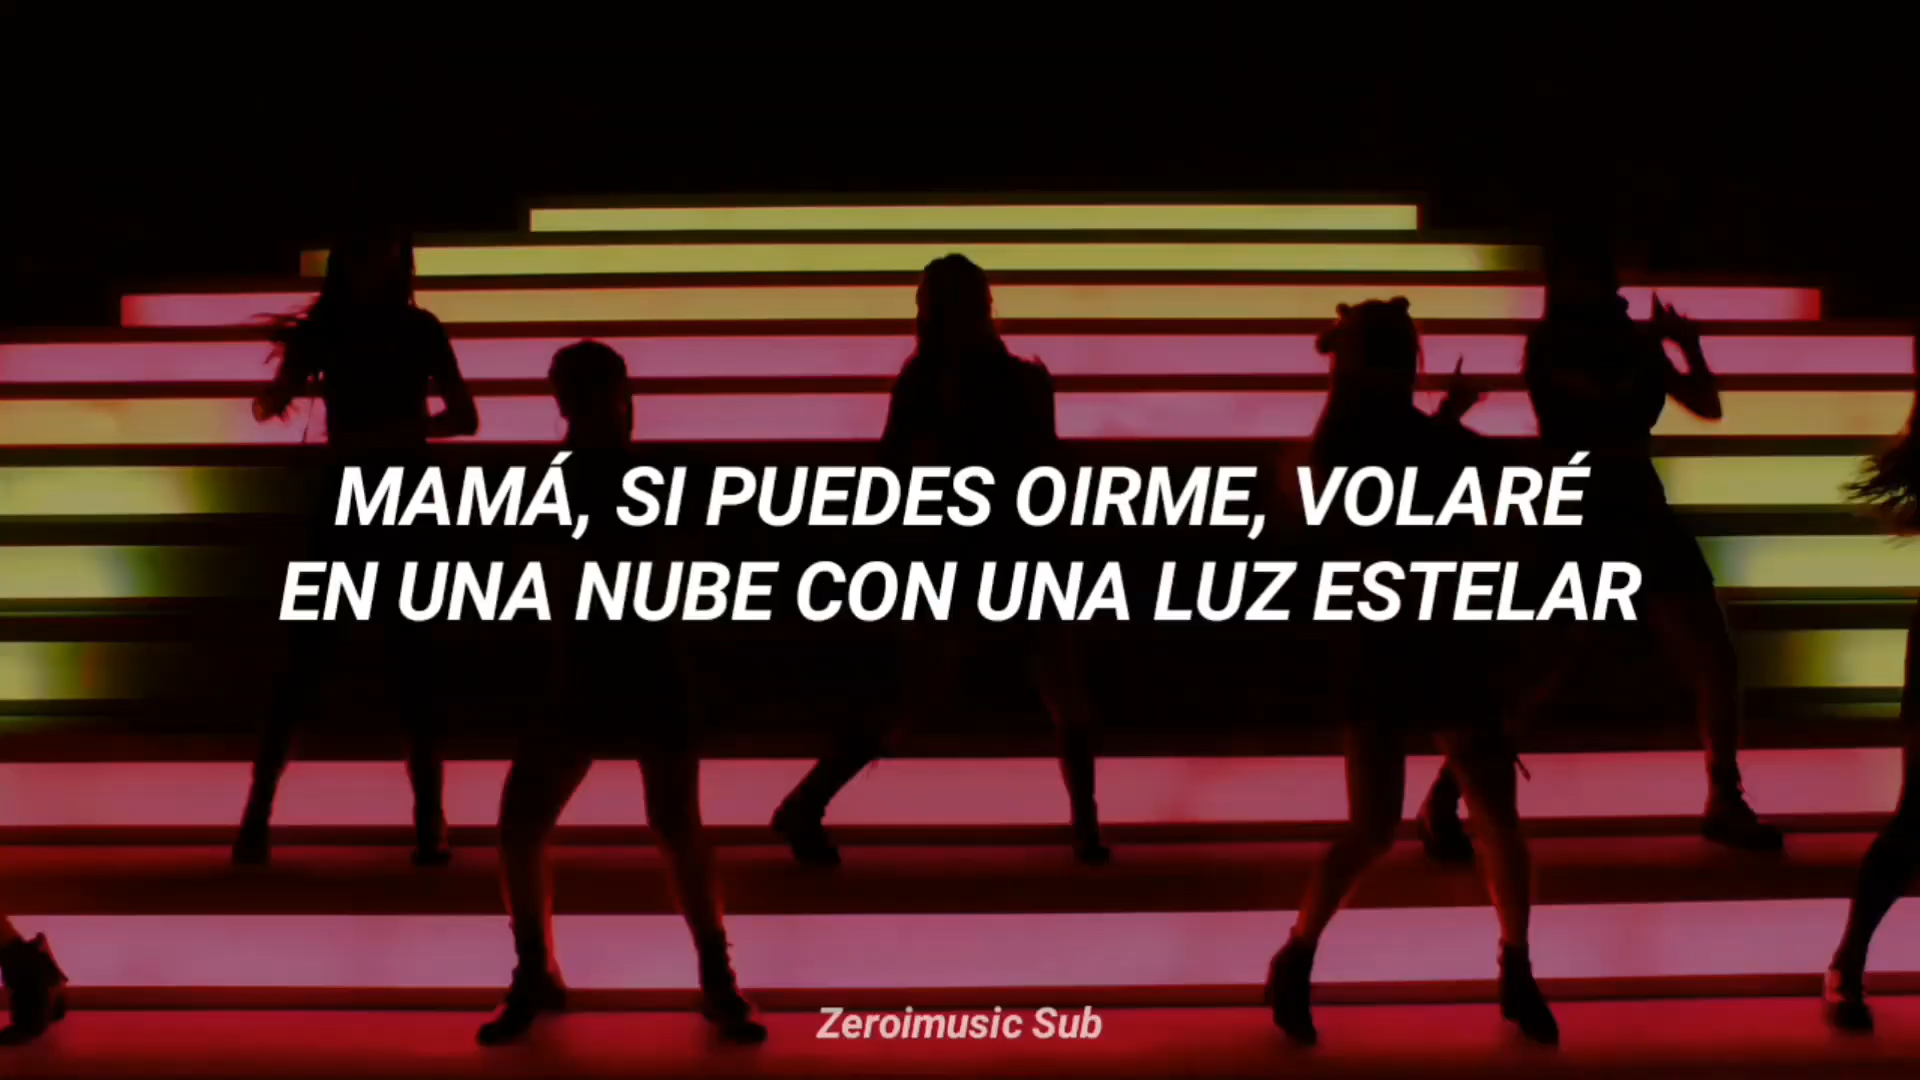 MAMÁ, SI PUEDES OIRME, VOLARÉ
EN UNA NUBE CON UNA LUZ ESTELAR
Zeroimusic Sub